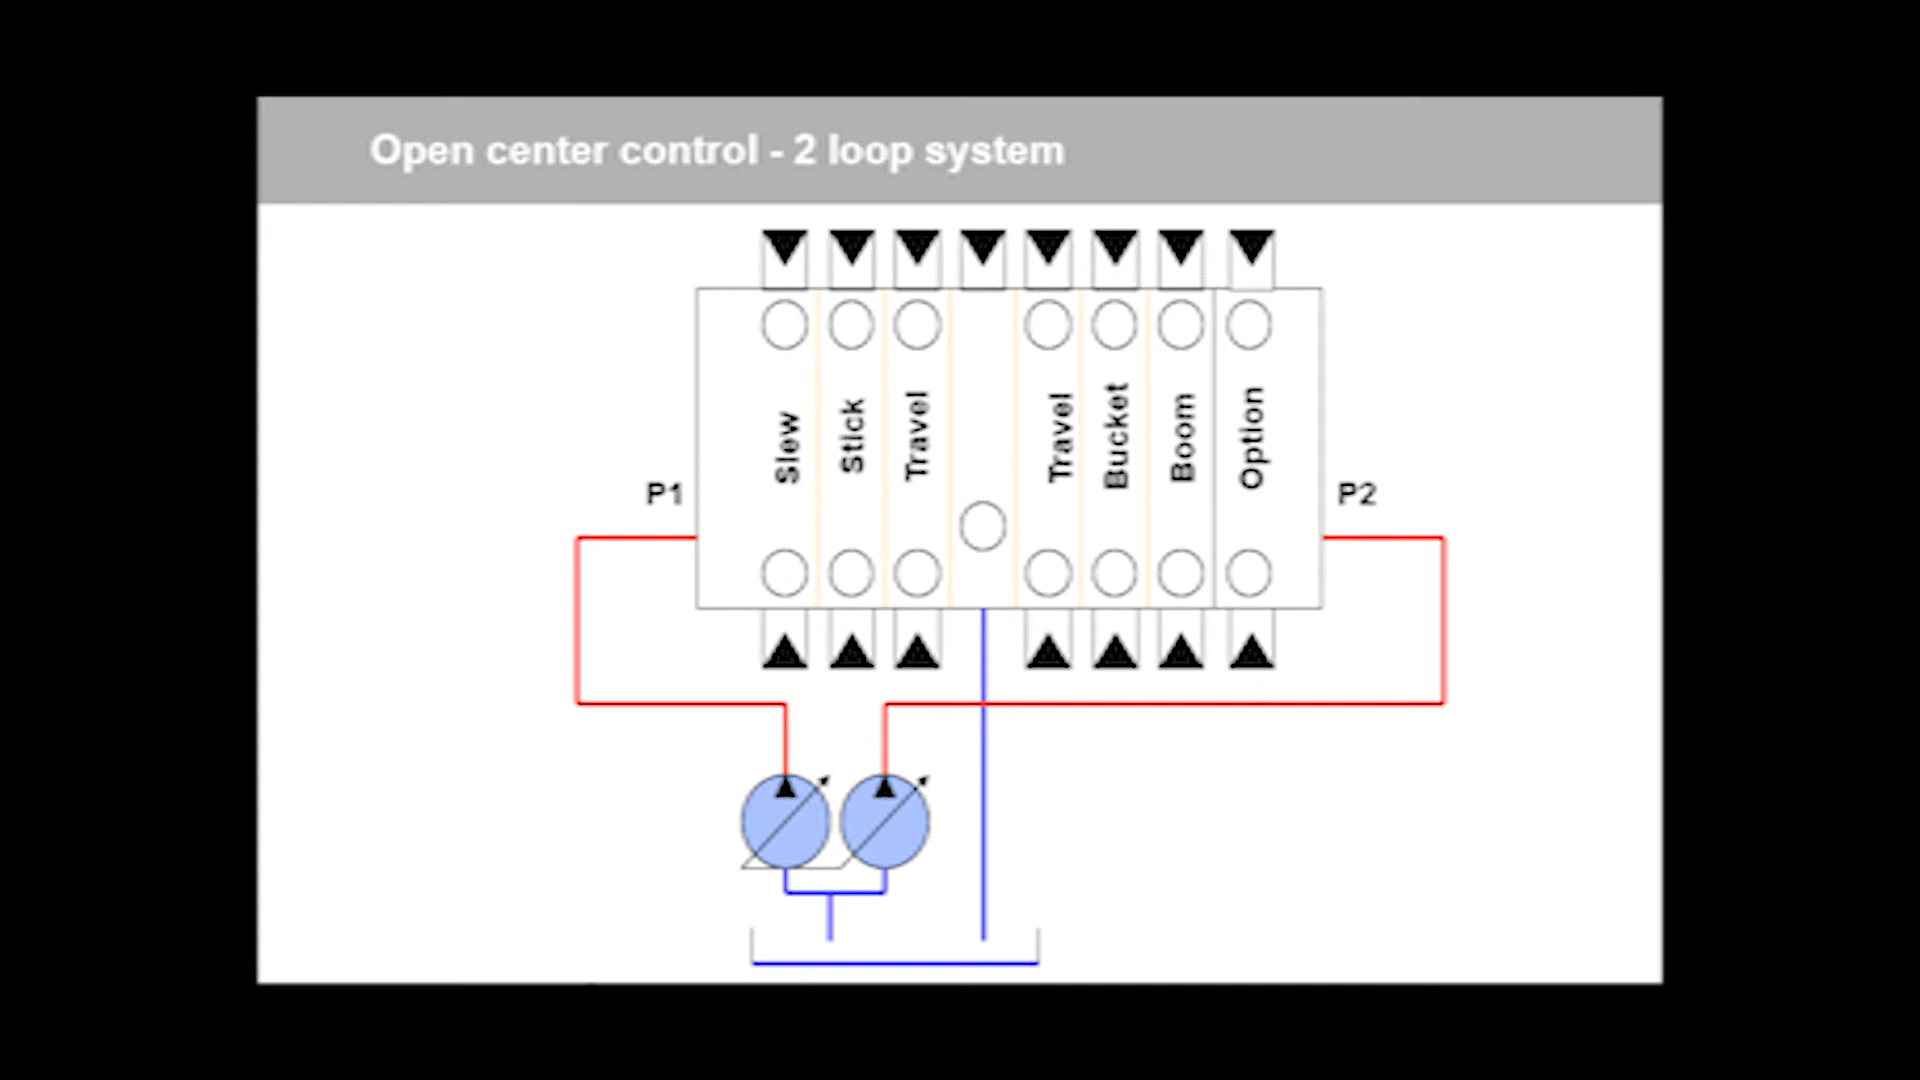 Open center control - 2 loop system
Slew
Stick
Travel
Travel
Bucket
Boom
Option
P1
P2